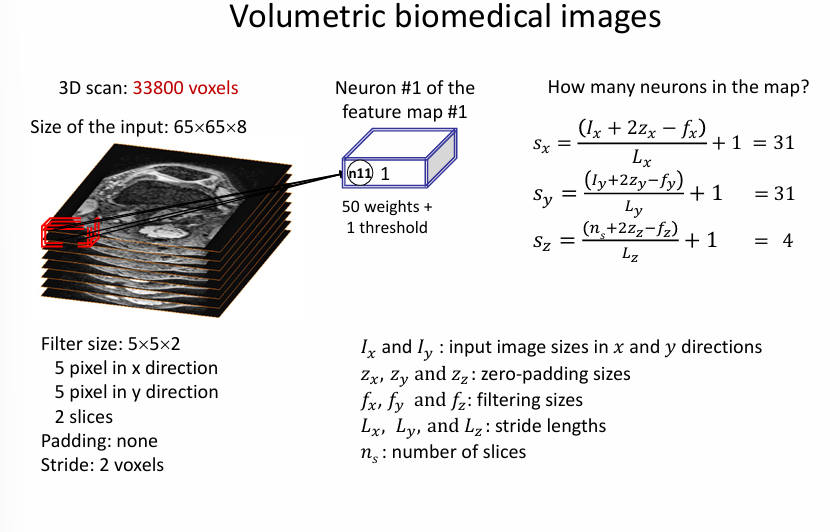 Volumetric biomedical images
3D scan: 33800 voxels
Size of the input: 65×65×8
Neuron #1 of the
feature map #1
n11 1
50 weights +
1 threshold
How many neurons in the map?
s_x = (I_x + 2z_x − f_x) / L_x + 1 = 31
s_y = (I_y+2z_y−f_y) / L_y + 1 = 31
s_z = (n_s+2z_z−f_z) / L_z + 1 = 4
Filter size: 5×5×2
5 pixel in x direction
5 pixel in y direction
2 slices
Padding: none
Stride: 2 voxels
I_x and I_y : input image sizes in x and y directions
z_x, z_y and z_z: zero-padding sizes
f_x, f_y and f_z: filtering sizes
L_x, L_y, and L_z: stride lengths
n_s: number of slices